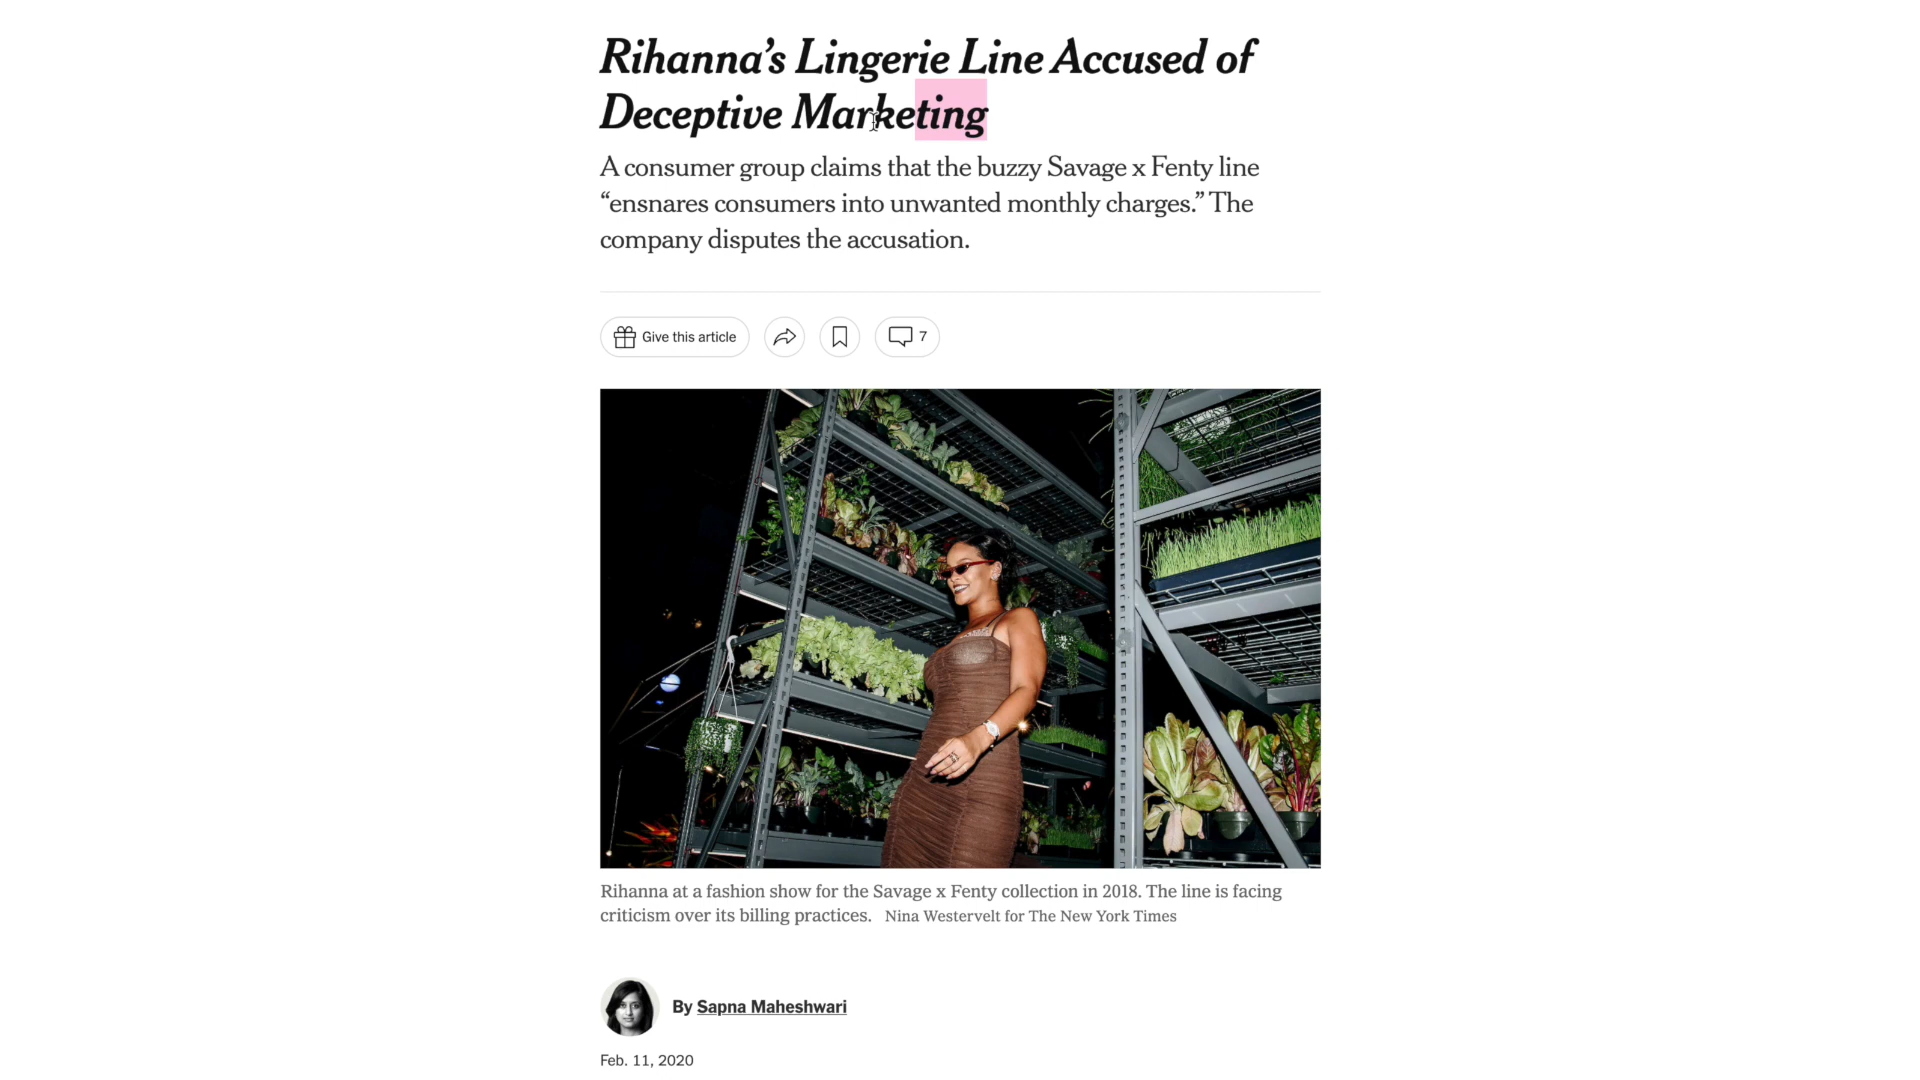 Rihanna’s Lingerie Line Accused of
Deceptive Marketing
A consumer group claims that the buzzy Savage x Fenty line
“ensnares consumers into unwanted monthly charges.” The
company disputes the accusation.
Give this article
7
Rihanna at a fashion show for the Savage x Fenty collection in 2018. The line is facing
criticism over its billing practices. Nina Westervelt for The New York Times
By Sapna Maheshwari
Feb. 11, 2020